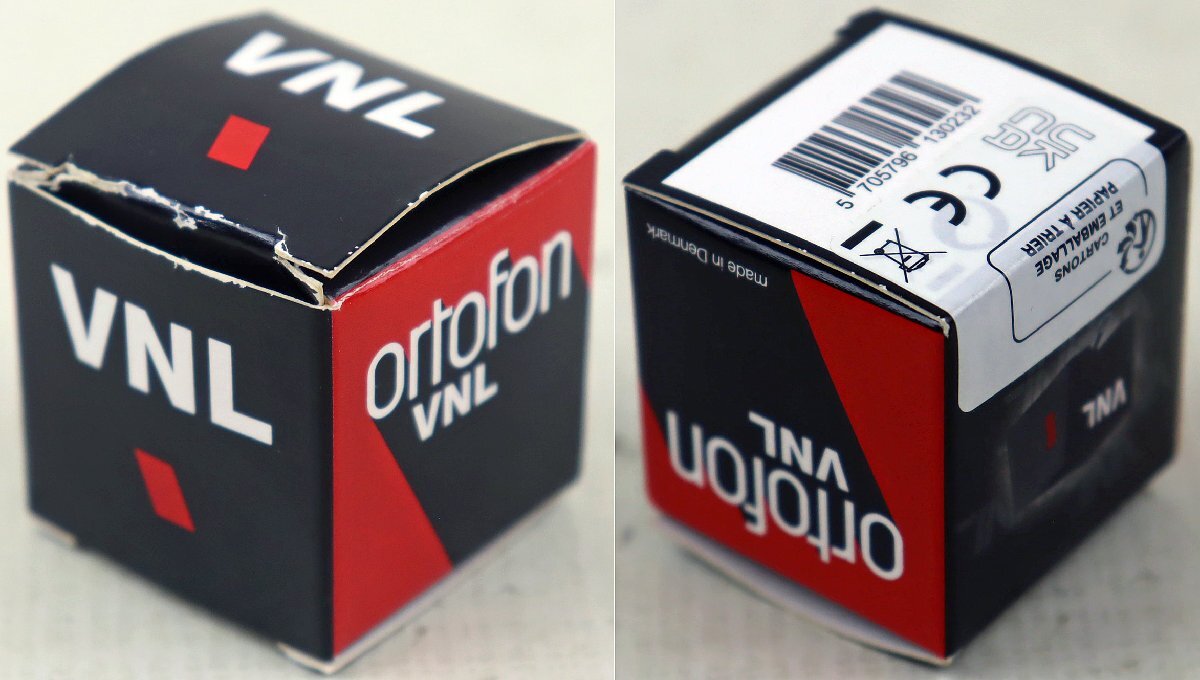 VNL
VNL
ortofon
VNL
5 705796 130232
UK
CA
CE
CARTONS
ET EMBALLAGE
PAPIER À TRIER
made in Denmark
VNL
ortofon
VNL